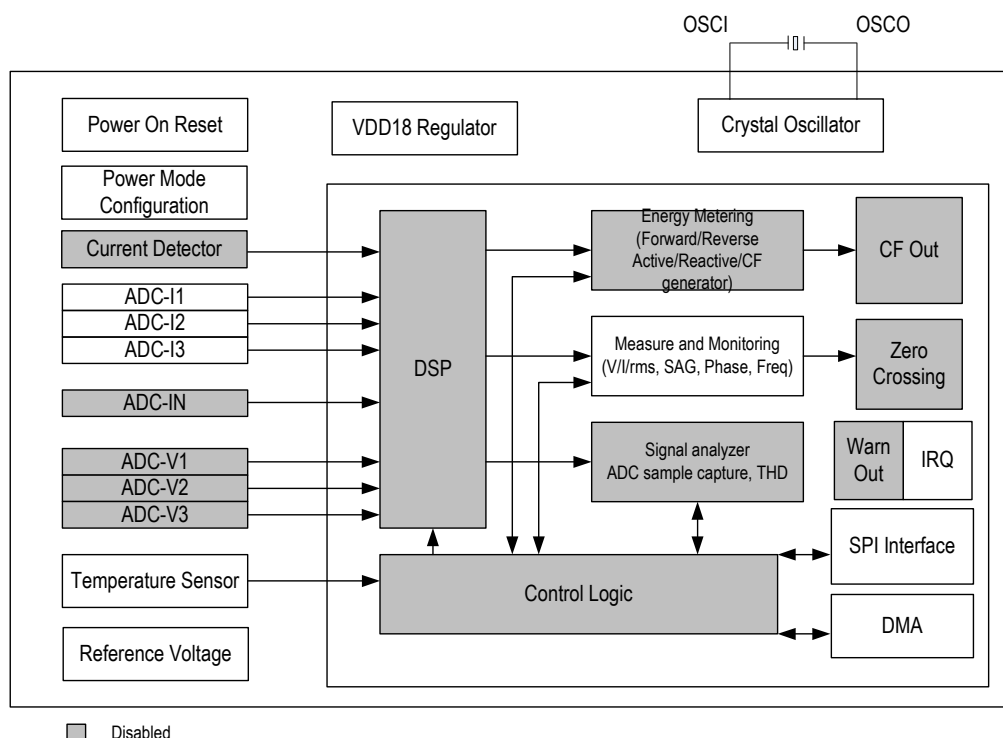 OSCI
OSCO
Power On Reset
VDD18 Regulator
Crystal Oscillator
Power Mode
Configuration
Current Detector
ADC-I1
ADC-I2
ADC-I3
ADC-IN
ADC-V1
ADC-V2
ADC-V3
Temperature Sensor
Reference Voltage
DSP
Energy Metering
(Forward/Reverse
Active/Reactive/CF
generator)
CF Out
Measure and Monitoring
(V/I/rms, SAG, Phase, Freq)
Zero
Crossing
Signal analyzer
ADC sample capture, THD
Warn
Out
IRQ
SPI Interface
Control Logic
DMA
Disabled